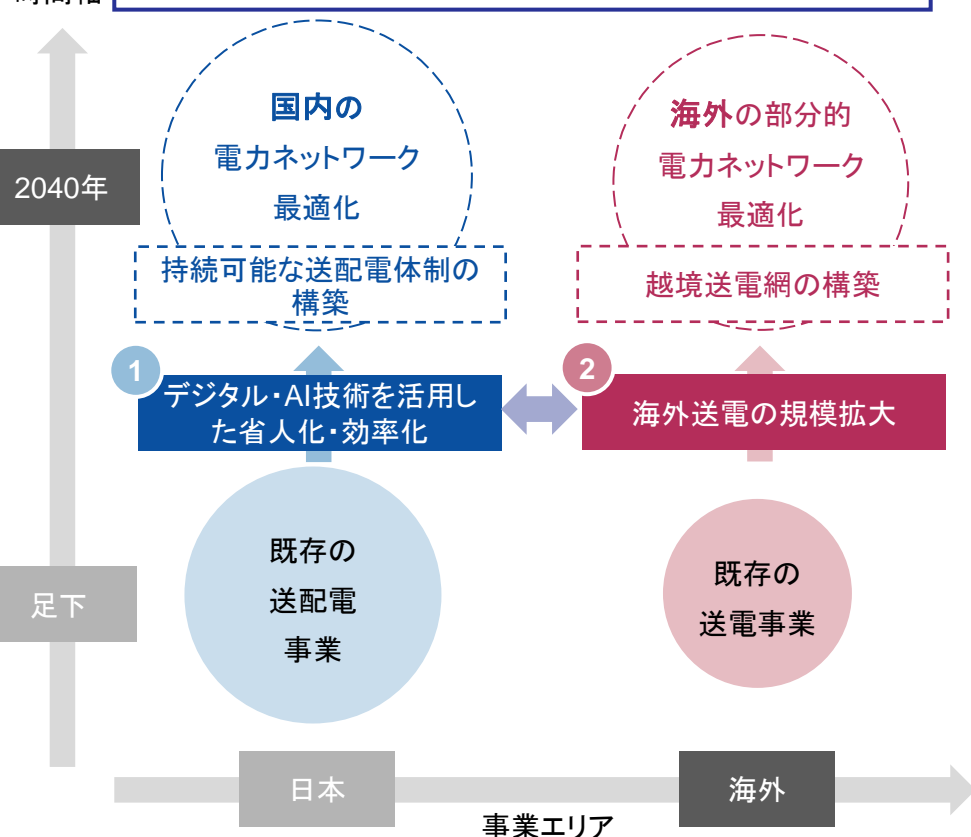 国内の
電力ネットワーク
最適化
海外の部分的
電力ネットワーク
最適化
2040年
持続可能な送配電体制の
構築
越境送電網の構築
1
デジタル・AI技術を活用し
た省人化・効率化
2
海外送電の規模拡大
既存の
送配電
事業
既存の
送電事業
足下
日本
海外
事業エリア